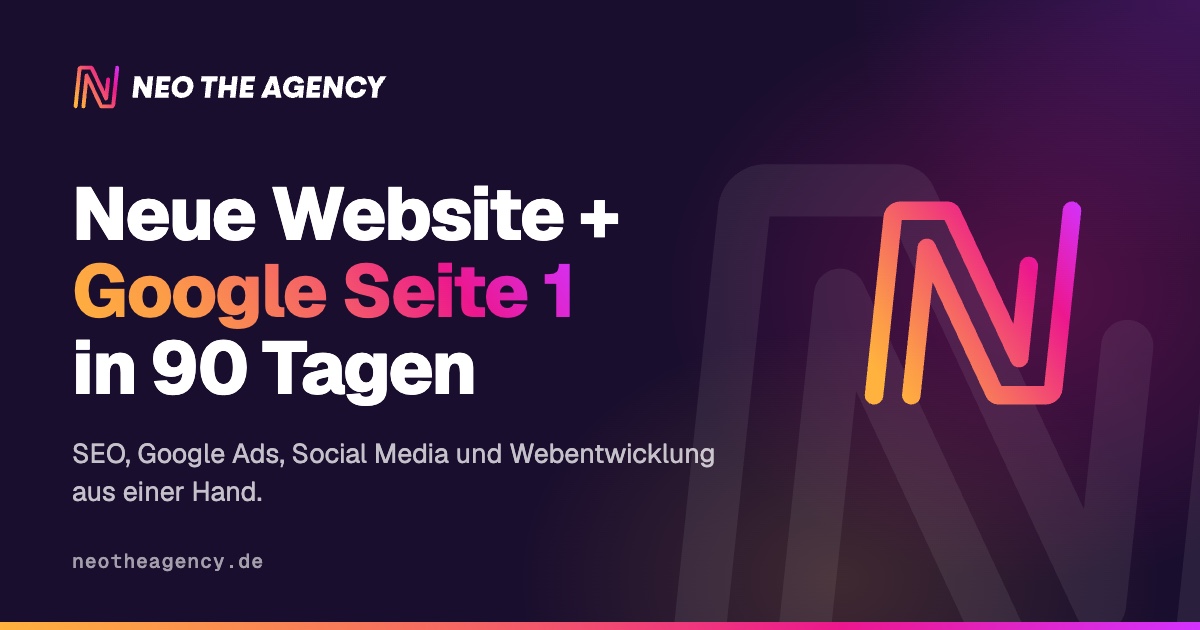 NEO THE AGENCY
Neue Website +
Google Seite 1
in 90 Tagen
SEO, Google Ads, Social Media und Webentwicklung
aus einer Hand.
neotheagency.de